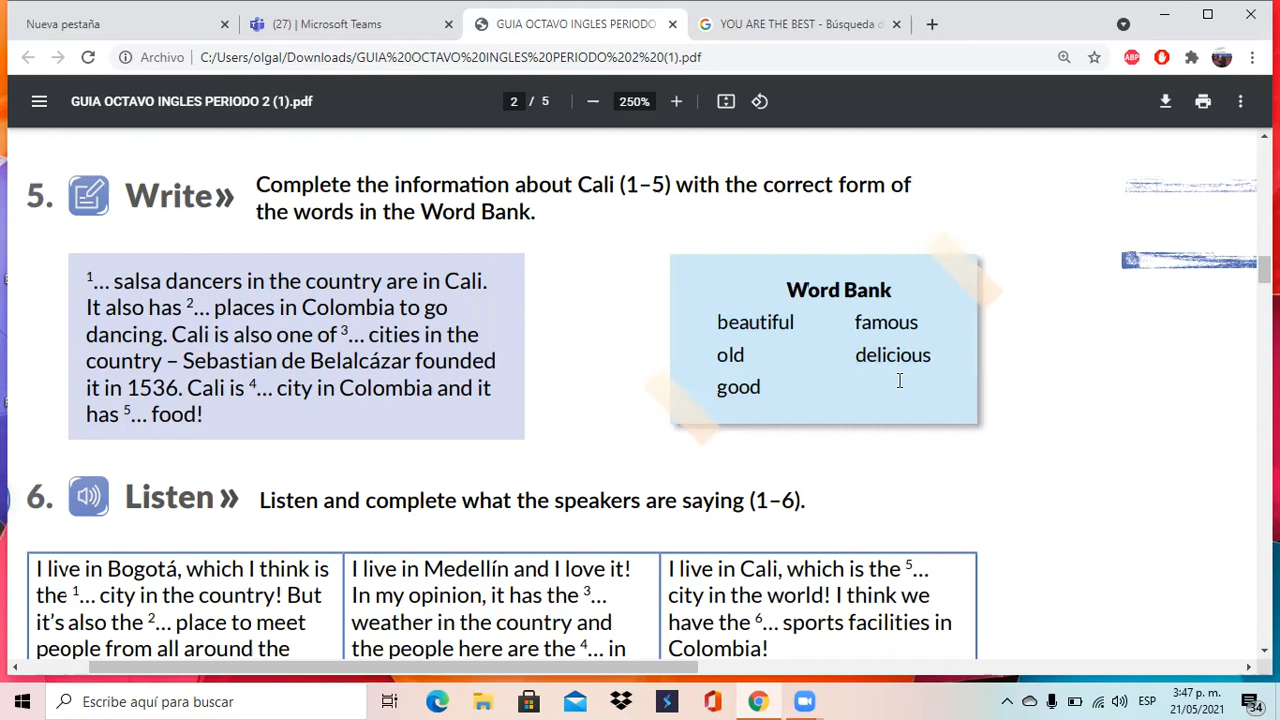 Nueva pestaña
(27) | Microsoft Teams
GUIA OCTAVO INGLES PERIODO
YOU ARE THE BEST - Búsqueda d
Archivo
C:/Users/olgal/Downloads/GUIA%20OCTAVO%20INGLES%20PERIODO%202%20(1).pdf
ABP
GUIA OCTAVO INGLES PERIODO 2 (1).pdf
2 / 5
250%
5. Write»
Complete the information about Cali (1–5) with the correct form of
the words in the Word Bank.
1... salsa dancers in the country are in Cali.
It also has 2... places in Colombia to go
dancing. Cali is also one of 3... cities in the
country – Sebastian de Belalcázar founded
it in 1536. Cali is 4... city in Colombia and it
has 5... food!
Word Bank
beautiful famous
old delicious
good
6. Listen»
Listen and complete what the speakers are saying (1–6).
I live in Bogotá, which I think is
the 1... city in the country! But
it's also the 2... place to meet
people from all around the
I live in Medellín and I love it!
In my opinion, it has the 3...
weather in the country and
the people here are the 4... in
I live in Cali, which is the 5...
city in the world! I think we
have the 6... sports facilities in
Colombia!
Escribe aquí para buscar
ESP
3:47 p. m.
21/05/2021
34